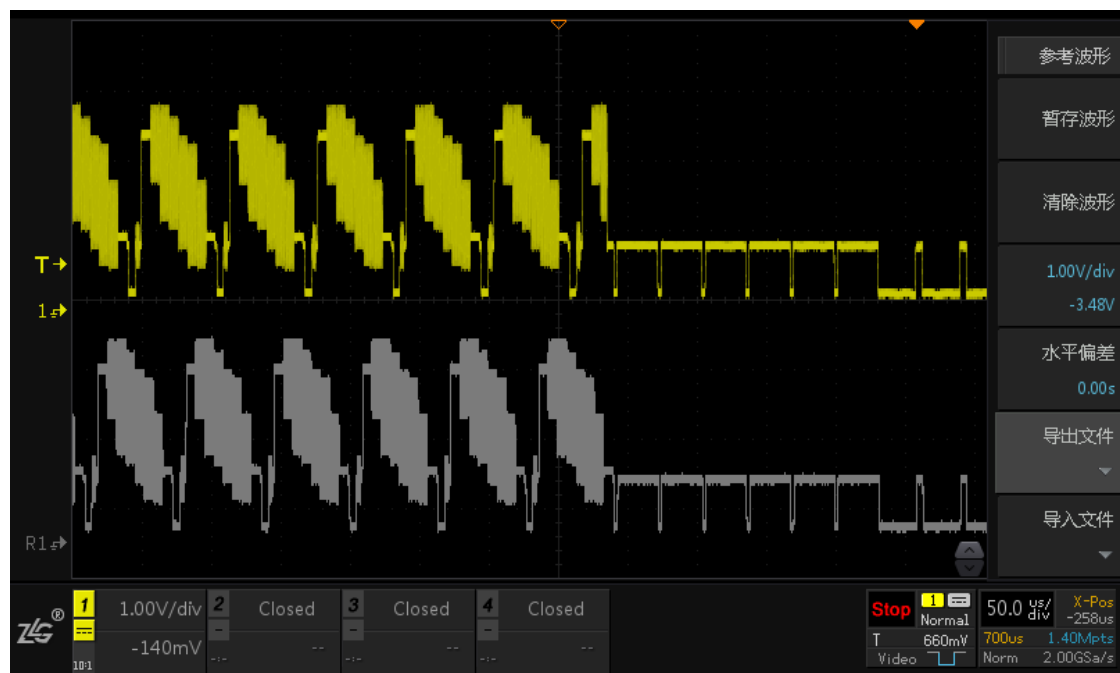 参考波形
暂存波形
清除波形
T
1.00V/div
1
-3.48V
水平偏差
0.00s
导出文件
导入文件
R1
ZLG®
1
1.00V/div
-140mV
10:1
2
Closed
--
-:-
3
Closed
--
-:-
4
Closed
--
-:-
Stop
1
Normal
T
660mV
Video
50.0 us/div
X-Pos
-258us
700us
1.40Mpts
Norm
2.00GSa/s